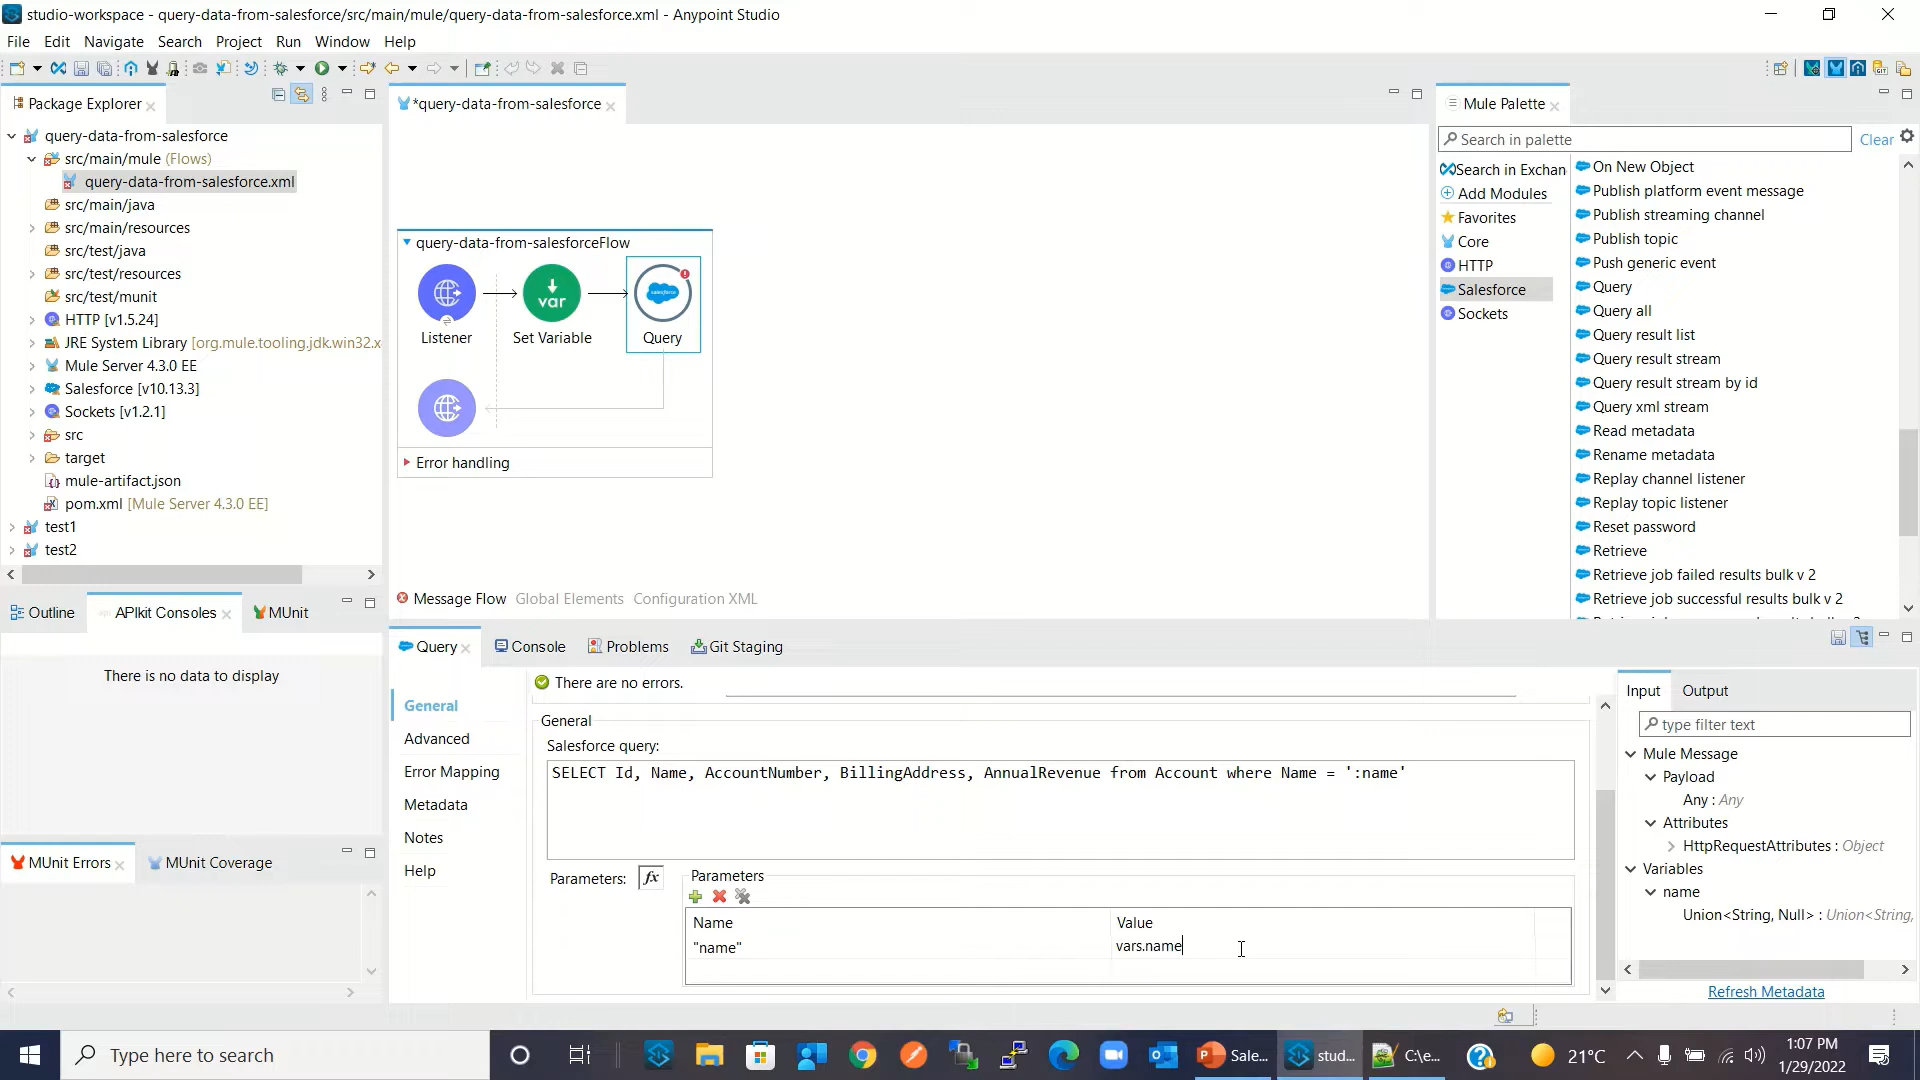 studio-workspace - query-data-from-salesforce/src/main/mule/query-data-from-salesforce.xml - Anypoint Studio
File Edit Navigate Search Project Run Window Help
Package Explorer
*query-data-from-salesforce
Mule Palette
query-data-from-salesforce
src/main/mule (Flows)
query-data-from-salesforce.xml
src/main/java
src/main/resources
src/test/java
src/test/resources
src/test/munit
HTTP [v1.5.24]
JRE System Library [org.mule.tooling.jdk.win32.x
Mule Server 4.3.0 EE
Salesforce [v10.13.3]
Sockets [v1.2.1]
src
target
mule-artifact.json
pom.xml [Mule Server 4.3.0 EE]
test1
test2
query-data-from-salesforceFlow
var
salesforce
Listener
Set Variable
Query
Error handling
Message Flow Global Elements Configuration XML
Search in palette
Clear
Search in Exchan
Add Modules
Favorites
Core
HTTP
Salesforce
Sockets
On New Object
Publish platform event message
Publish streaming channel
Publish topic
Push generic event
Query
Query all
Query result list
Query result stream
Query result stream by id
Query xml stream
Read metadata
Rename metadata
Replay channel listener
Replay topic listener
Reset password
Retrieve
Retrieve job failed results bulk v 2
Retrieve job successful results bulk v 2
Outline
APIkit Consoles
MUnit
There is no data to display
MUnit Errors
MUnit Coverage
Query
Console
Problems
Git Staging
There are no errors.
General
Advanced
Error Mapping
Metadata
Notes
Help
General
Salesforce query:
SELECT Id, Name, AccountNumber, BillingAddress, AnnualRevenue from Account where Name = ':name'
Parameters:
fx
Parameters
Name Value
"name" vars.name
Input Output
type filter text
Mule Message
Payload
Any : Any
Attributes
HttpRequestAttributes : Object
Variables
name
Union<String, Null> : Union<String,
Refresh Metadata
Type here to search
Sale...
stud...
C:\e...
21°C
1:07 PM
1/29/2022